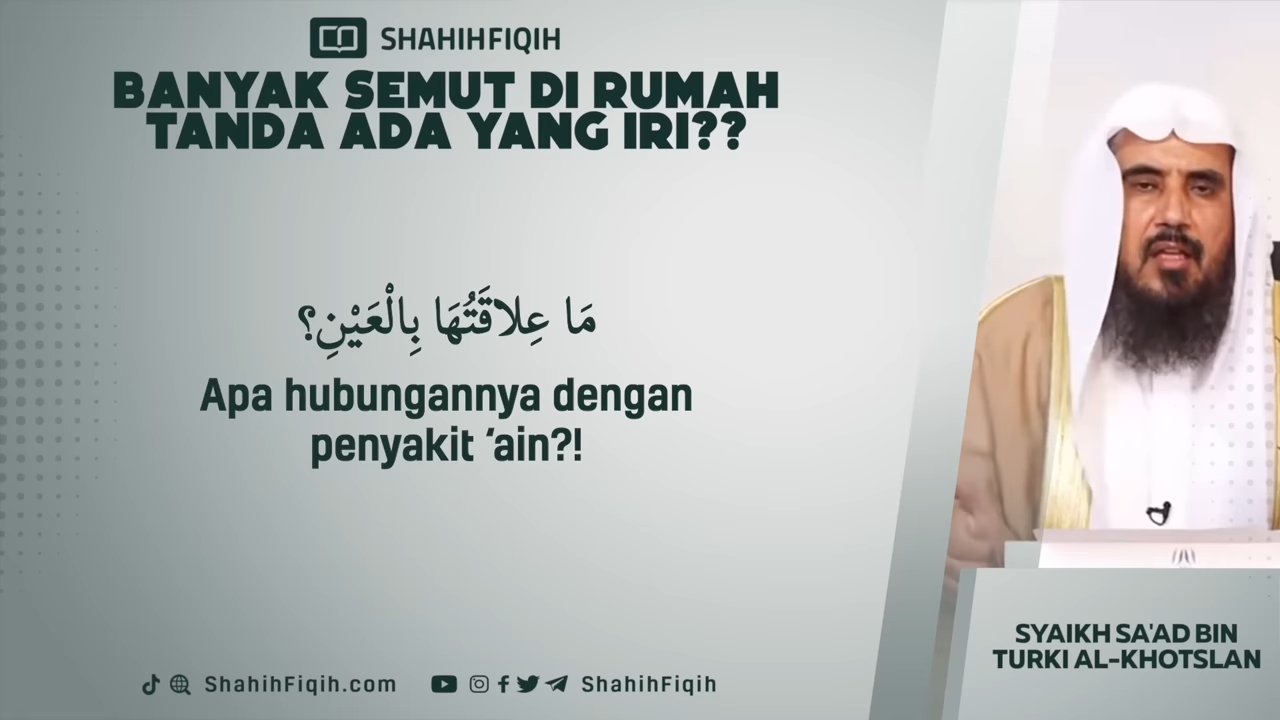 SHAHIHFIQIH
BANYAK SEMUT DI RUMAH
TANDA ADA YANG IRI??
مَا عِلاقَتُهَا بِالْعَيْنِ؟
Apa hubungannya dengan
penyakit ‘ain?!
SYAIKH SA'AD BIN
TURKI AL-KHOTSLAN
ShahihFiqih.com
ShahihFiqih